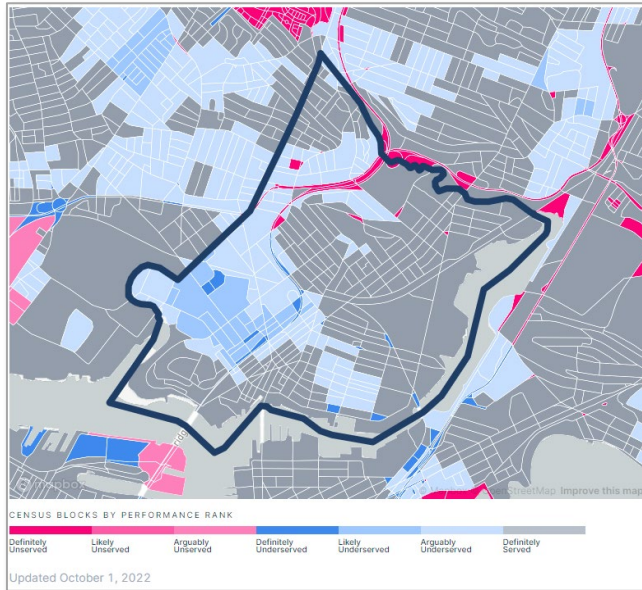 mapbox
StreetMap Improve this map
CENSUS BLOCKS BY PERFORMANCE RANK
Definitely Unserved
Likely Unserved
Arguably Unserved
Definitely Underserved
Likely Underserved
Arguably Underserved
Definitely Served
Updated October 1, 2022